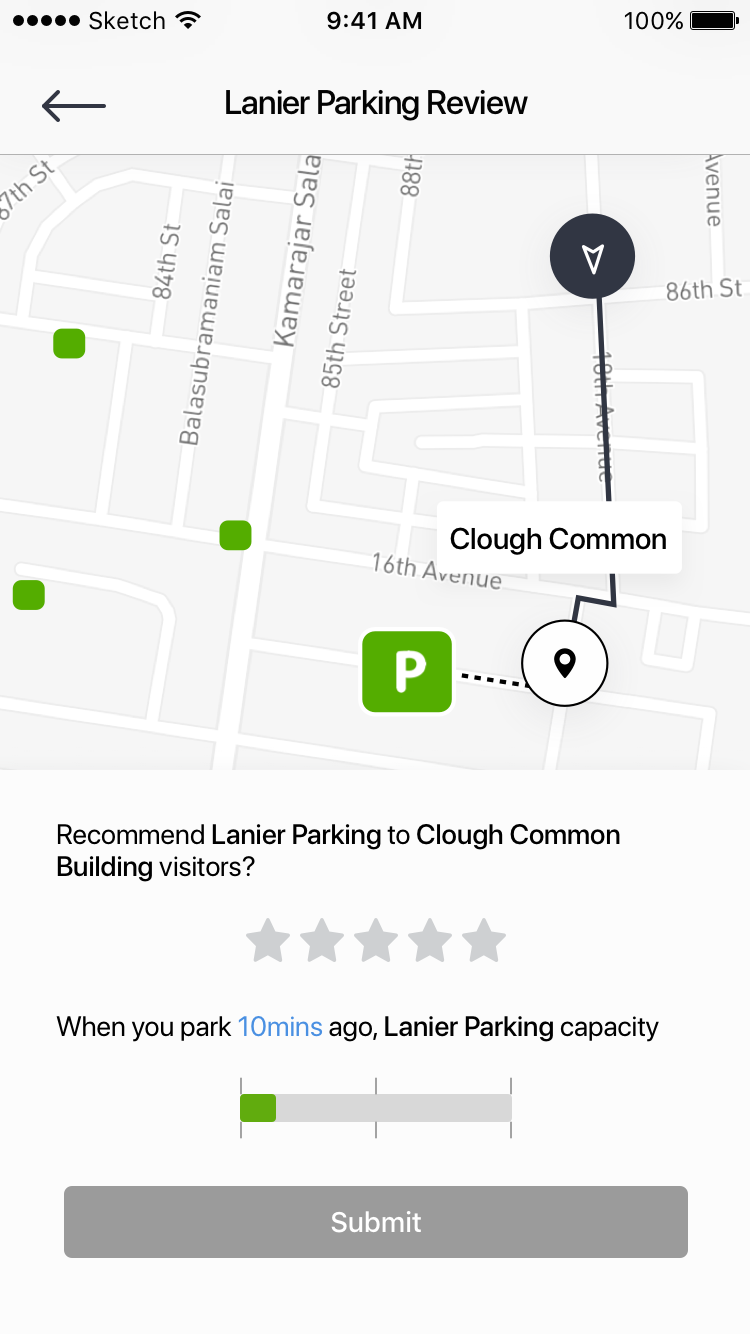 Sketch 9:41 AM 100%
Lanier Parking Review
87th St
84th St
Balasubramaniam Salai
Kamarajar Sala
85th Street
88th
Avenue
86th St
18th Avenue
Clough Common
16th Avenue
P
Recommend Lanier Parking to Clough Common
Building visitors?
When you park 10mins ago, Lanier Parking capacity
Submit